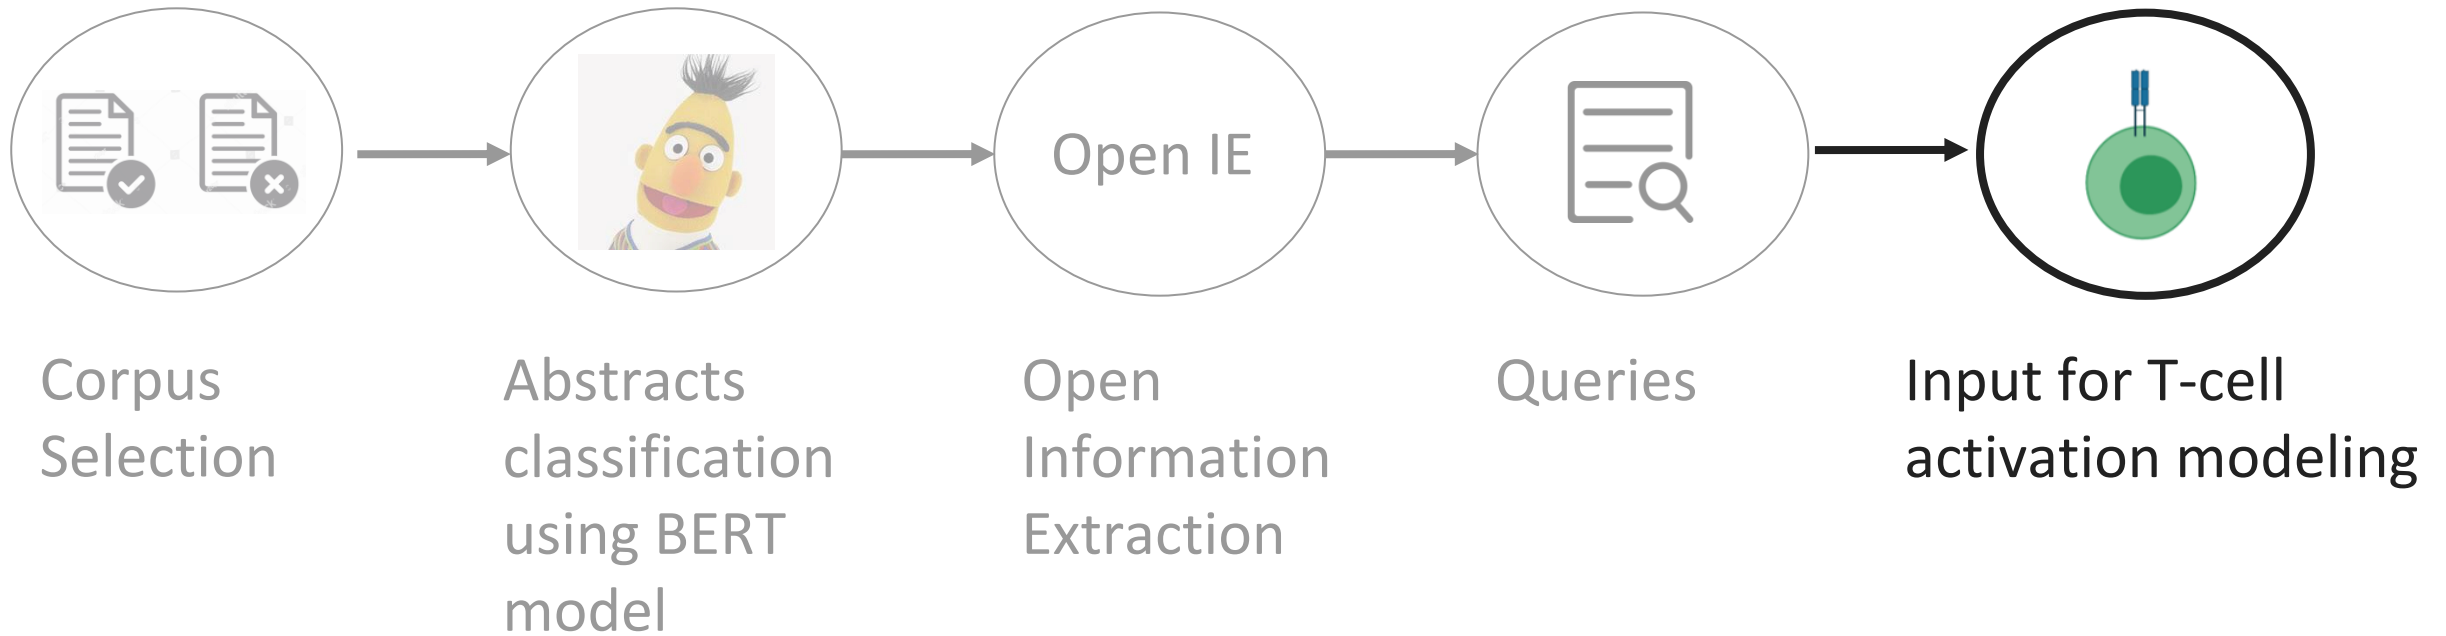 Open IE
Corpus
Selection
Abstracts
classification
using BERT
model
Open
Information
Extraction
Queries
Input for T-cell
activation modeling